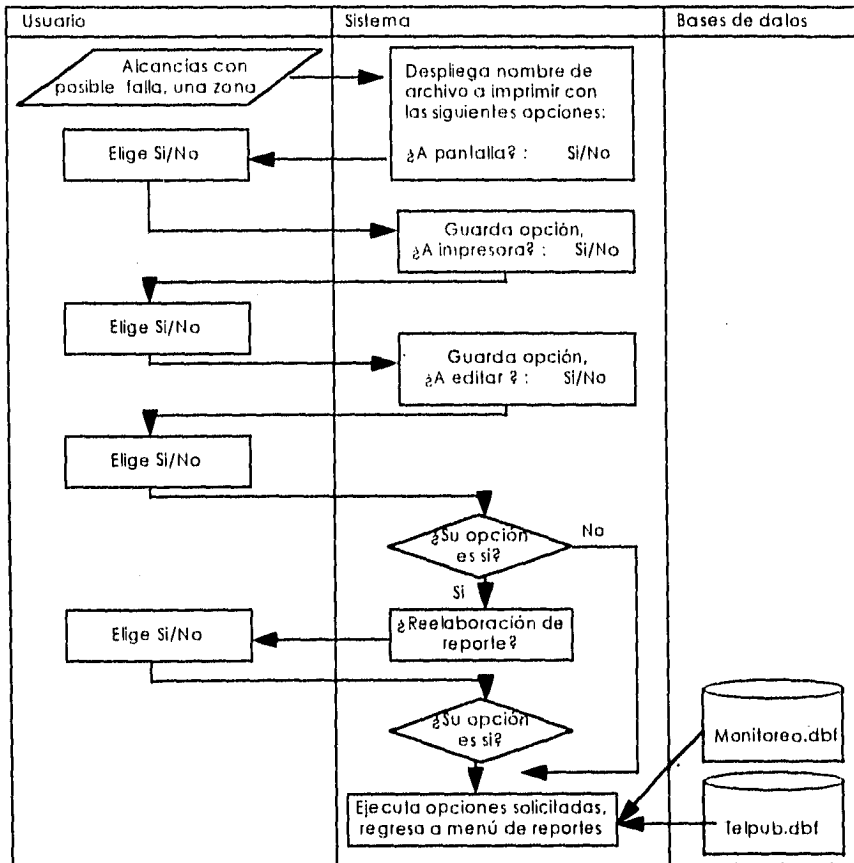 Usuario
Sistema
Bases de datos
Alcancías con
posible falla, una zona
Despliega nombre de
archivo a imprimir con
las siguientes opciones:
¿A pantalla? : Si/No
Elige Si/No
Guarda opción,
¿A impresora? : Si/No
Elige Si/No
Guarda opción,
¿A editar ? : Si/No
Elige Si/No
¿Su opción
es si?
No
Si
¿Reelaboración de
reporte?
Elige Si/No
¿Su opción
es si?
Monitoreo.dbf
Ejecuta opciones solicitadas,
regresa a menú de reportes
Telpub.dbf